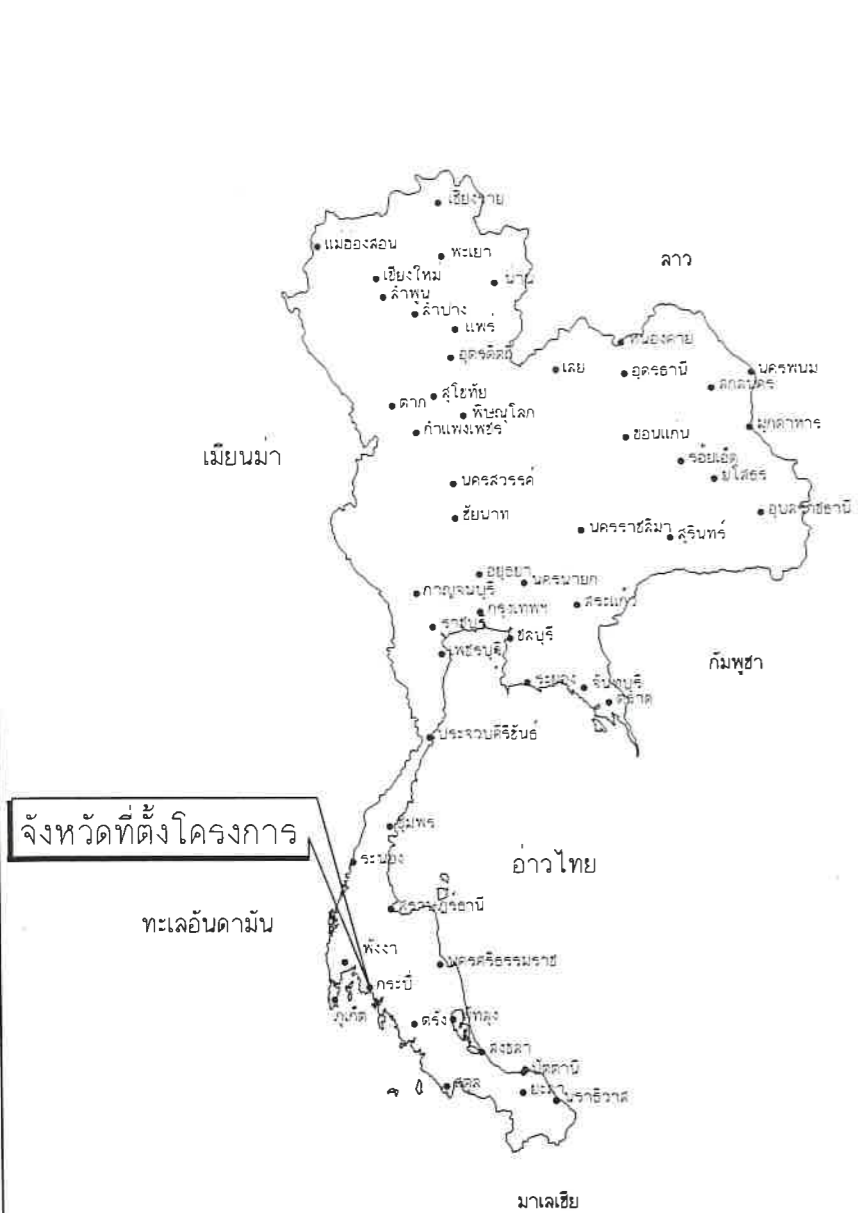 เชียงราย
แม่ฮ่องสอน
พะเยา
ลาว
เชียงใหม่
น่าน
ลำพูน
ลำปาง
แพร่
หนองคาย
อุตรดิตถ์
เลย
อุดรธานี
นครพนม
สกลนคร
สุโขทัย
ตาก
พิษณุโลก
กำแพงเพชร
ขอนแก่น
มุกดาหาร
เมียนม่า
ร้อยเอ็ด
ยโสธร
นครสวรรค์
ชัยนาท
อุบลราชธานี
นครราชสิมา
สุรินทร์
อยุธยา
นครนายก
กาญจนบุรี
สระแก้ว
กรุงเทพฯ
ราชบุรี
ชลบุรี
เพชรบุรี
กัมพูชา
ระยอง
จันทบุรี
ตราด
ประจวบคีรีขันธ์
จังหวัดที่ตั้งโครงการ
ชุมพร
ระนอง
อ่าวไทย
สุราษฎร์ธานี
ทะเลอันดามัน
พังงา
นครศรีธรรมราช
กระบี่
ภูเก็ต
ตรัง
สงขลา
ปัตตานี
สตูล
ยะลา
นราธิวาส
มาเลเซีย